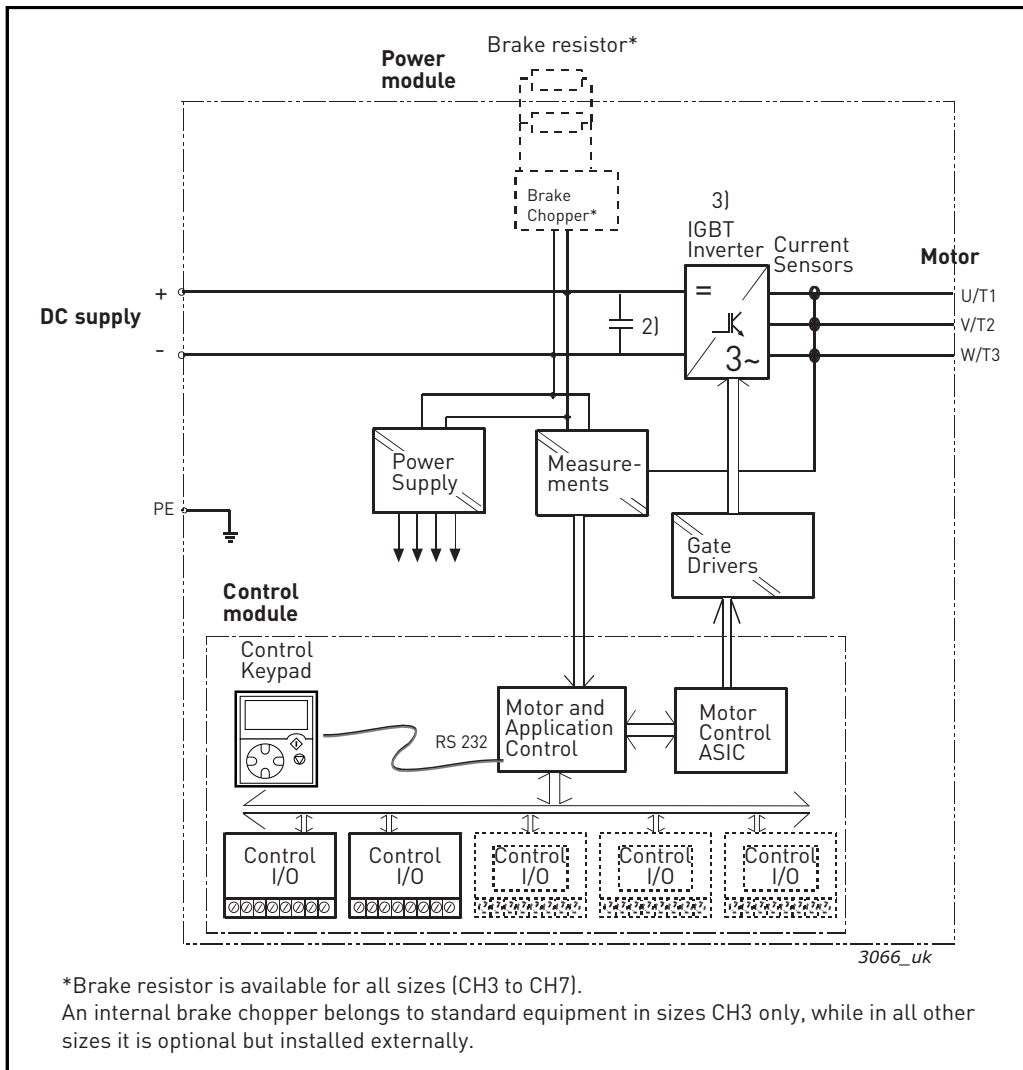 Brake resistor*
Power
module
Brake
Chopper*
3)
IGBT
Inverter
Current
Sensors
Motor
=
3~
+
DC supply
-
2)
U/T1
V/T2
W/T3
Power
Supply
Measure-
ments
PE
Gate
Drivers
Control
module
Control
Keypad
RS 232
Motor and
Application
Control
Motor
Control
ASIC
Control
I/O
Control
I/O
Control
I/O
Control
I/O
Control
I/O
3066_uk
*Brake resistor is available for all sizes (CH3 to CH7).
An internal brake chopper belongs to standard equipment in sizes CH3 only, while in all other
sizes it is optional but installed externally.